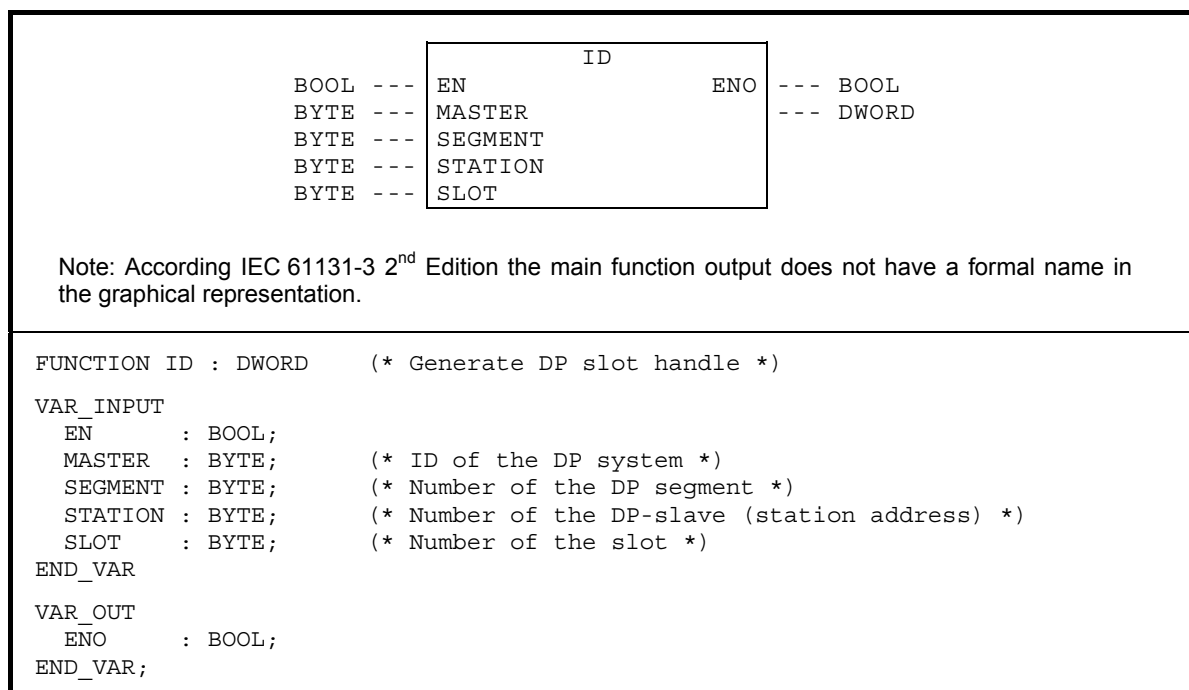 ID
BOOL --- EN ENO --- BOOL
BYTE --- MASTER --- DWORD
BYTE --- SEGMENT
BYTE --- STATION
BYTE --- SLOT
Note: According IEC 61131-3 2nd Edition the main function output does not have a formal name in
the graphical representation.
FUNCTION ID : DWORD (* Generate DP slot handle *)
VAR_INPUT
EN : BOOL;
MASTER : BYTE; (* ID of the DP system *)
SEGMENT : BYTE; (* Number of the DP segment *)
STATION : BYTE; (* Number of the DP-slave (station address) *)
SLOT : BYTE; (* Number of the slot *)
END_VAR
VAR_OUT
ENO : BOOL;
END_VAR;